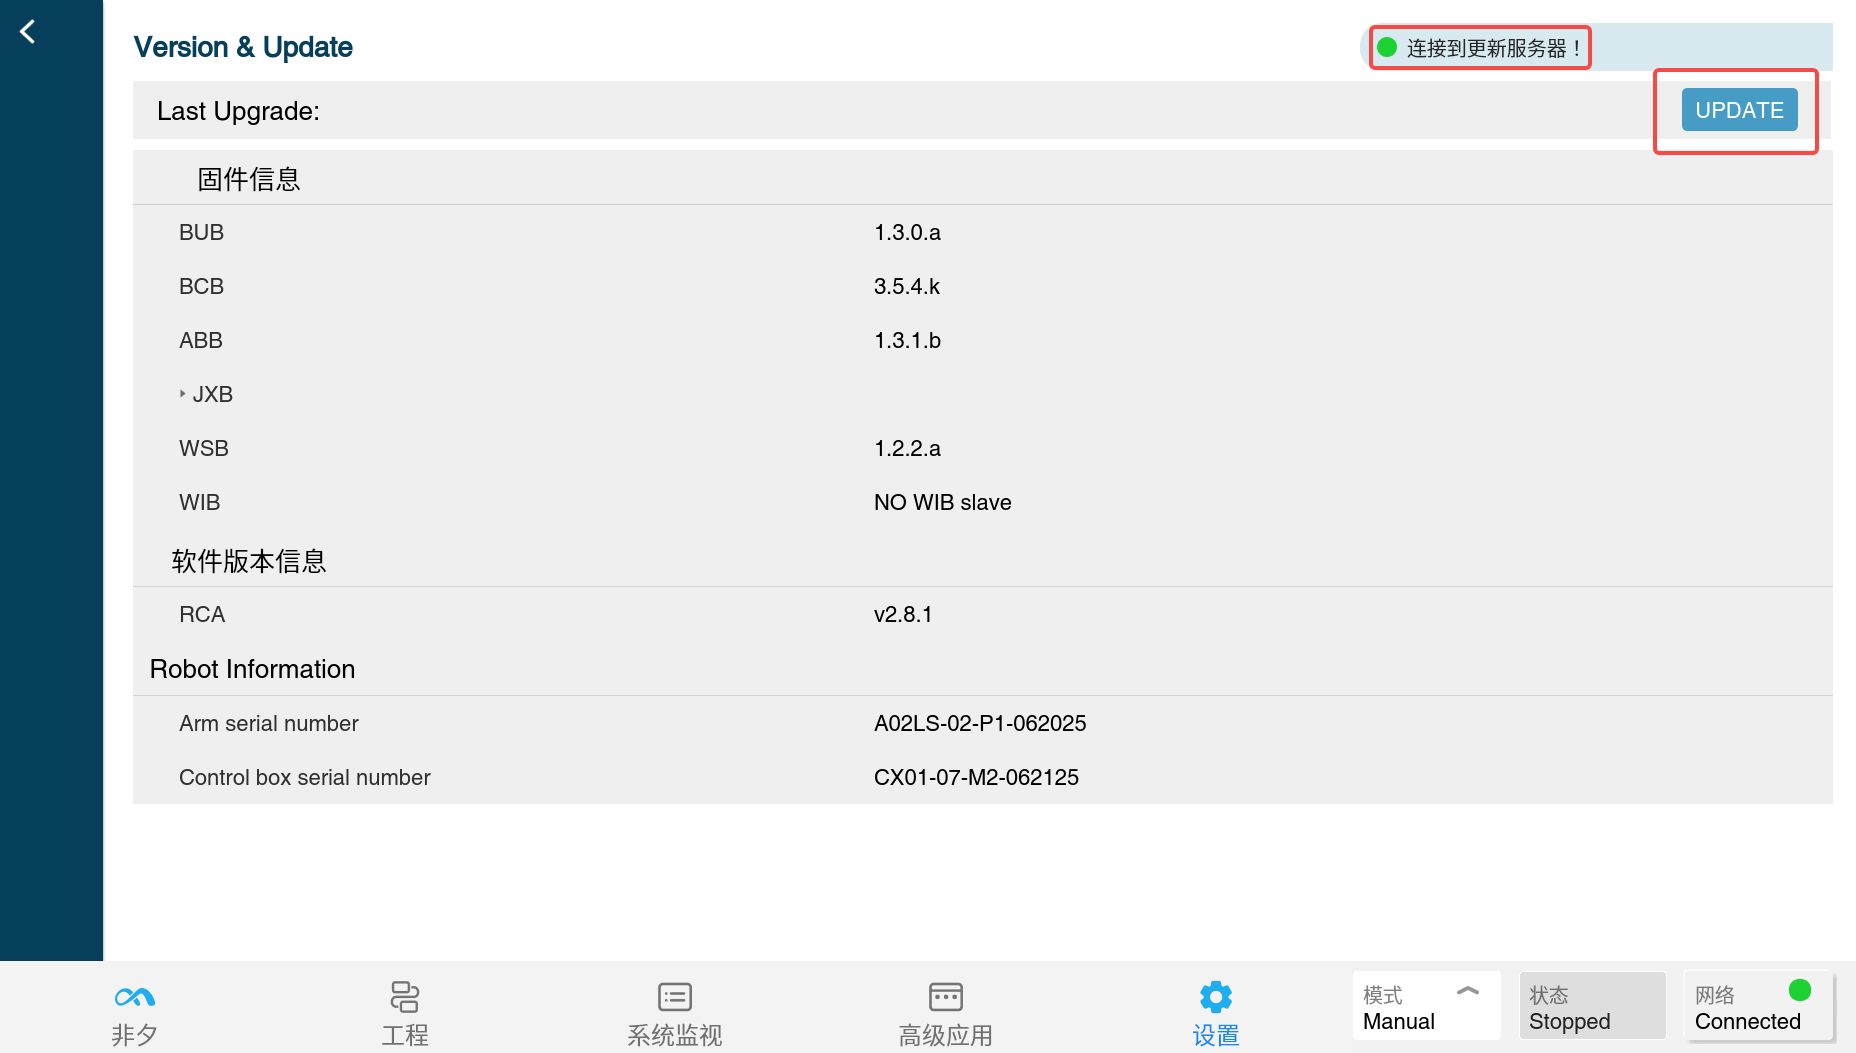 Version & Update
连接到更新服务器！
Last Upgrade:
UPDATE
固件信息
BUB 1.3.0.a
BCB 3.5.4.k
ABB 1.3.1.b
JXB
WSB 1.2.2.a
WIB NO WIB slave
软件版本信息
RCA v2.8.1
Robot Information
Arm serial number A02LS-02-P1-062025
Control box serial number CX01-07-M2-062125
非夕
工程
系统监视
高级应用
设置
模式
Manual
状态
Stopped
网络
Connected